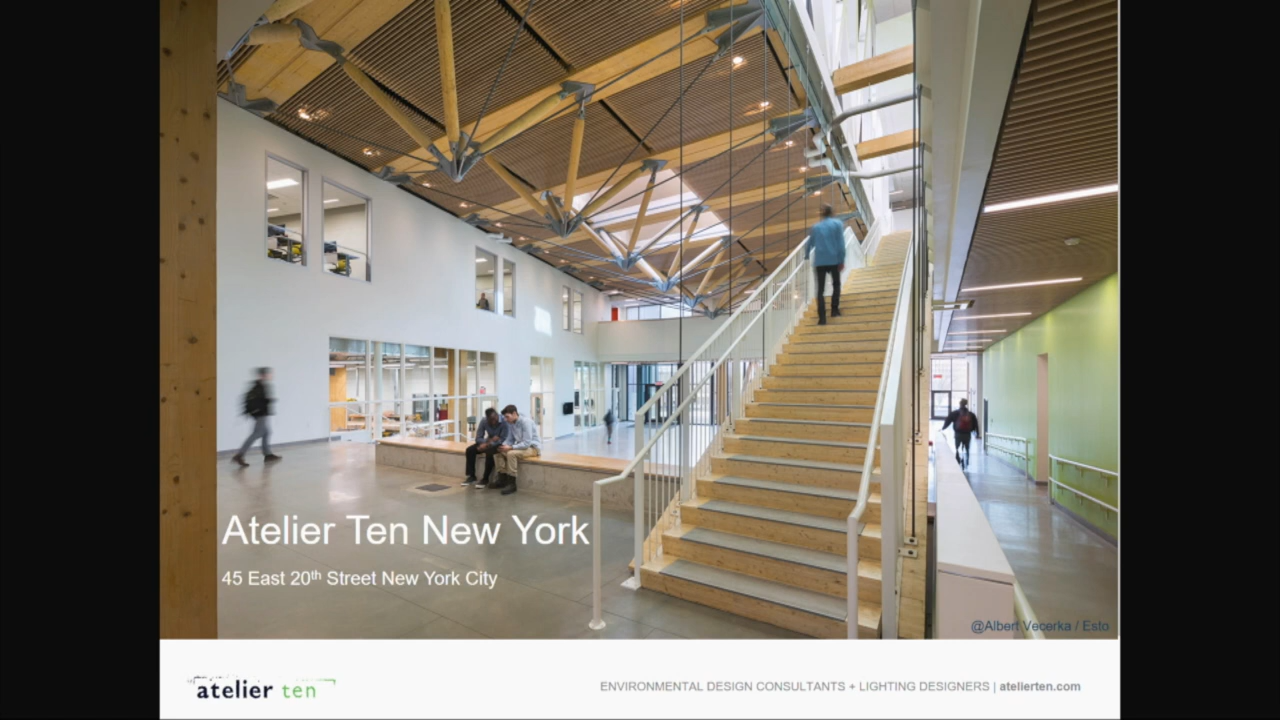 Atelier Ten New York
45 East 20th Street New York City
@Albert Vecerka / Esto
atelier ten
ENVIRONMENTAL DESIGN CONSULTANTS + LIGHTING DESIGNERS | atelierten.com